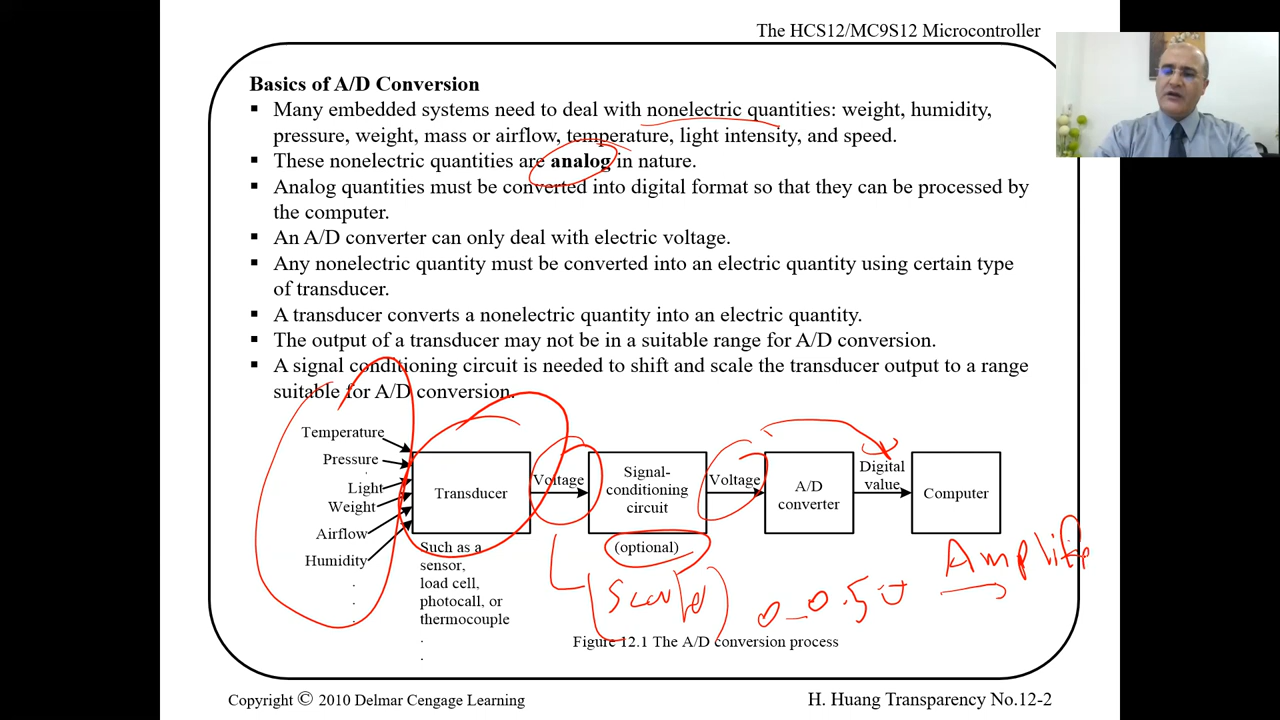 The HCS12/MC9S12 Microcontroller
Basics of A/D Conversion
▪ Many embedded systems need to deal with nonelectric quantities: weight, humidity,
pressure, weight, mass or airflow, temperature, light intensity, and speed.
▪ These nonelectric quantities are analog in nature.
▪ Analog quantities must be converted into digital format so that they can be processed by
the computer.
▪ An A/D converter can only deal with electric voltage.
▪ Any nonelectric quantity must be converted into an electric quantity using certain type
of transducer.
▪ A transducer converts a nonelectric quantity into an electric quantity.
▪ The output of a transducer may not be in a suitable range for A/D conversion.
▪ A signal conditioning circuit is needed to shift and scale the transducer output to a range
suitable for A/D conversion.
Temperature
Pressure
Light
Weight
Airflow
Humidity
Transducer
Such as a
sensor,
load cell,
photocall, or
thermocouple
Voltage
Signal-
conditioning
circuit
(optional)
Voltage
A/D
converter
Digital
value
Computer
0-0.5v
Figure 12.1 The A/D conversion process
Copyright © 2010 Delmar Cengage Learning
H. Huang Transparency No.12-2